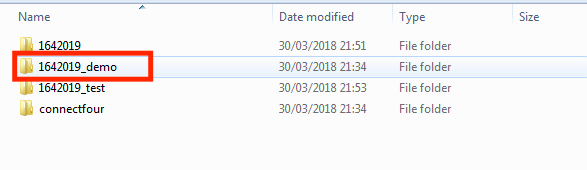 Name Date modified Type Size
1642019 30/03/2018 21:51 File folder
1642019_demo 30/03/2018 21:34 File folder
1642019_test 30/03/2018 21:53 File folder
connectfour 30/03/2018 21:34 File folder